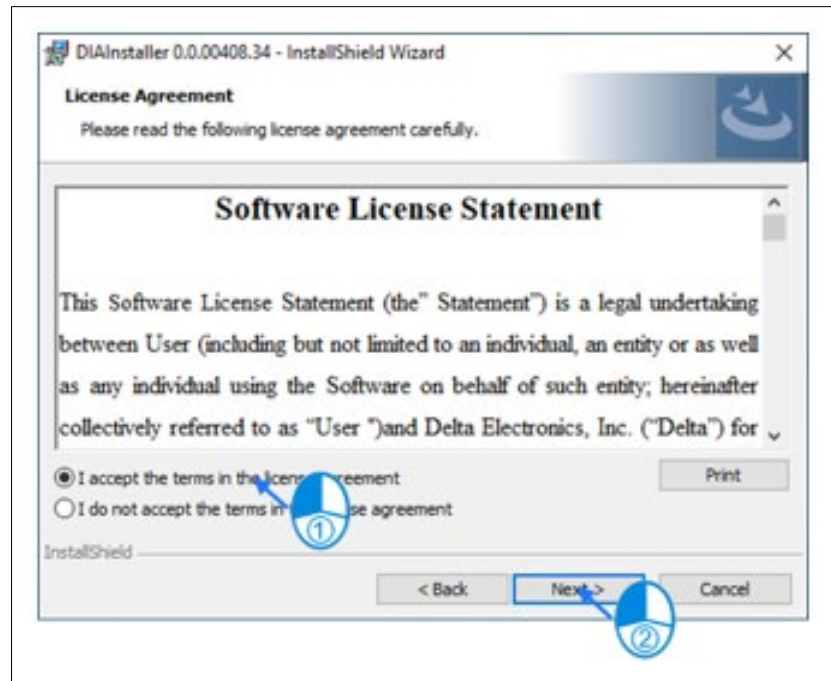 DIAInstaller 0.0.00408.34 - InstallShield Wizard
License Agreement
Please read the following license agreement carefully.
Software License Statement
This Software License Statement (the” Statement”) is a legal undertaking
between User (including but not limited to an individual, an entity or as well
as any individual using the Software on behalf of such entity; hereinafter
collectively referred to as “User ”)and Delta Electronics, Inc. (“Delta”) for
I accept the terms in the license agreement
Print
I do not accept the terms in se agreement
①
InstallShield
< Back
Next >
Cancel
②